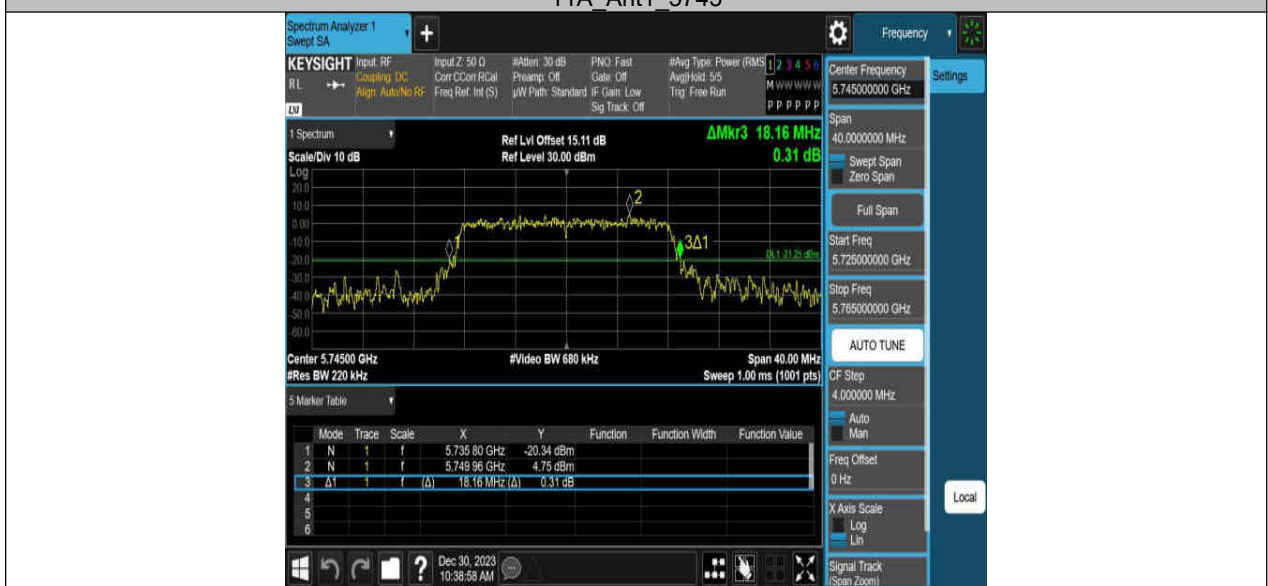 11A_Ant1_5745
Spectrum Analyzer 1
Swept SA
+
Frequency
KEYSIGHT
RL
LXI
Input: RF
Coupling: DC
Align: Auto/No RF
Input Z: 50 Ω
Corr CCorr RCal
Freq Ref: Int (S)
#Atten: 30 dB
Preamp: Off
µW Path: Standard
PNO: Fast
Gate: Off
IF Gain: Low
Sig Track: Off
#Avg Type: Power (RMS
Avg|Hold: 5/5
Trig: Free Run
1 2 3 4 5 6
M W W W W W
P P P P P P
Center Frequency
5.745000000 GHz
Settings
Span
40.0000000 MHz
Swept Span
Zero Span
Full Span
Start Freq
5.725000000 GHz
Stop Freq
5.765000000 GHz
AUTO TUNE
CF Step
4.000000 MHz
Auto
Man
Freq Offset
0 Hz
X Axis Scale
Log
Lin
Signal Track
(Span Zoom)
Local
1 Spectrum
Scale/Div 10 dB
Ref Lvl Offset 15.11 dB
Ref Level 30.00 dBm
ΔMkr3 18.16 MHz
0.31 dB
Log
20.0
10.0
0.00
-10.0
-20.0
-30.0
-40.0
-50.0
-60.0
1
2
3Δ1
DL1 -21.25 dBm
Center 5.74500 GHz
#Video BW 680 kHz
Span 40.00 MHz
#Res BW 220 kHz
Sweep 1.00 ms (1001 pts)
5 Marker Table
Mode Trace Scale X Y Function Function Width Function Value
1 N 1 f 5.735 80 GHz -20.34 dBm
2 N 1 f 5.749 96 GHz 4.75 dBm
3 Δ1 1 f (Δ) 18.16 MHz (Δ) 0.31 dB
4
5
6
?
Dec 30, 2023
10:38:58 AM